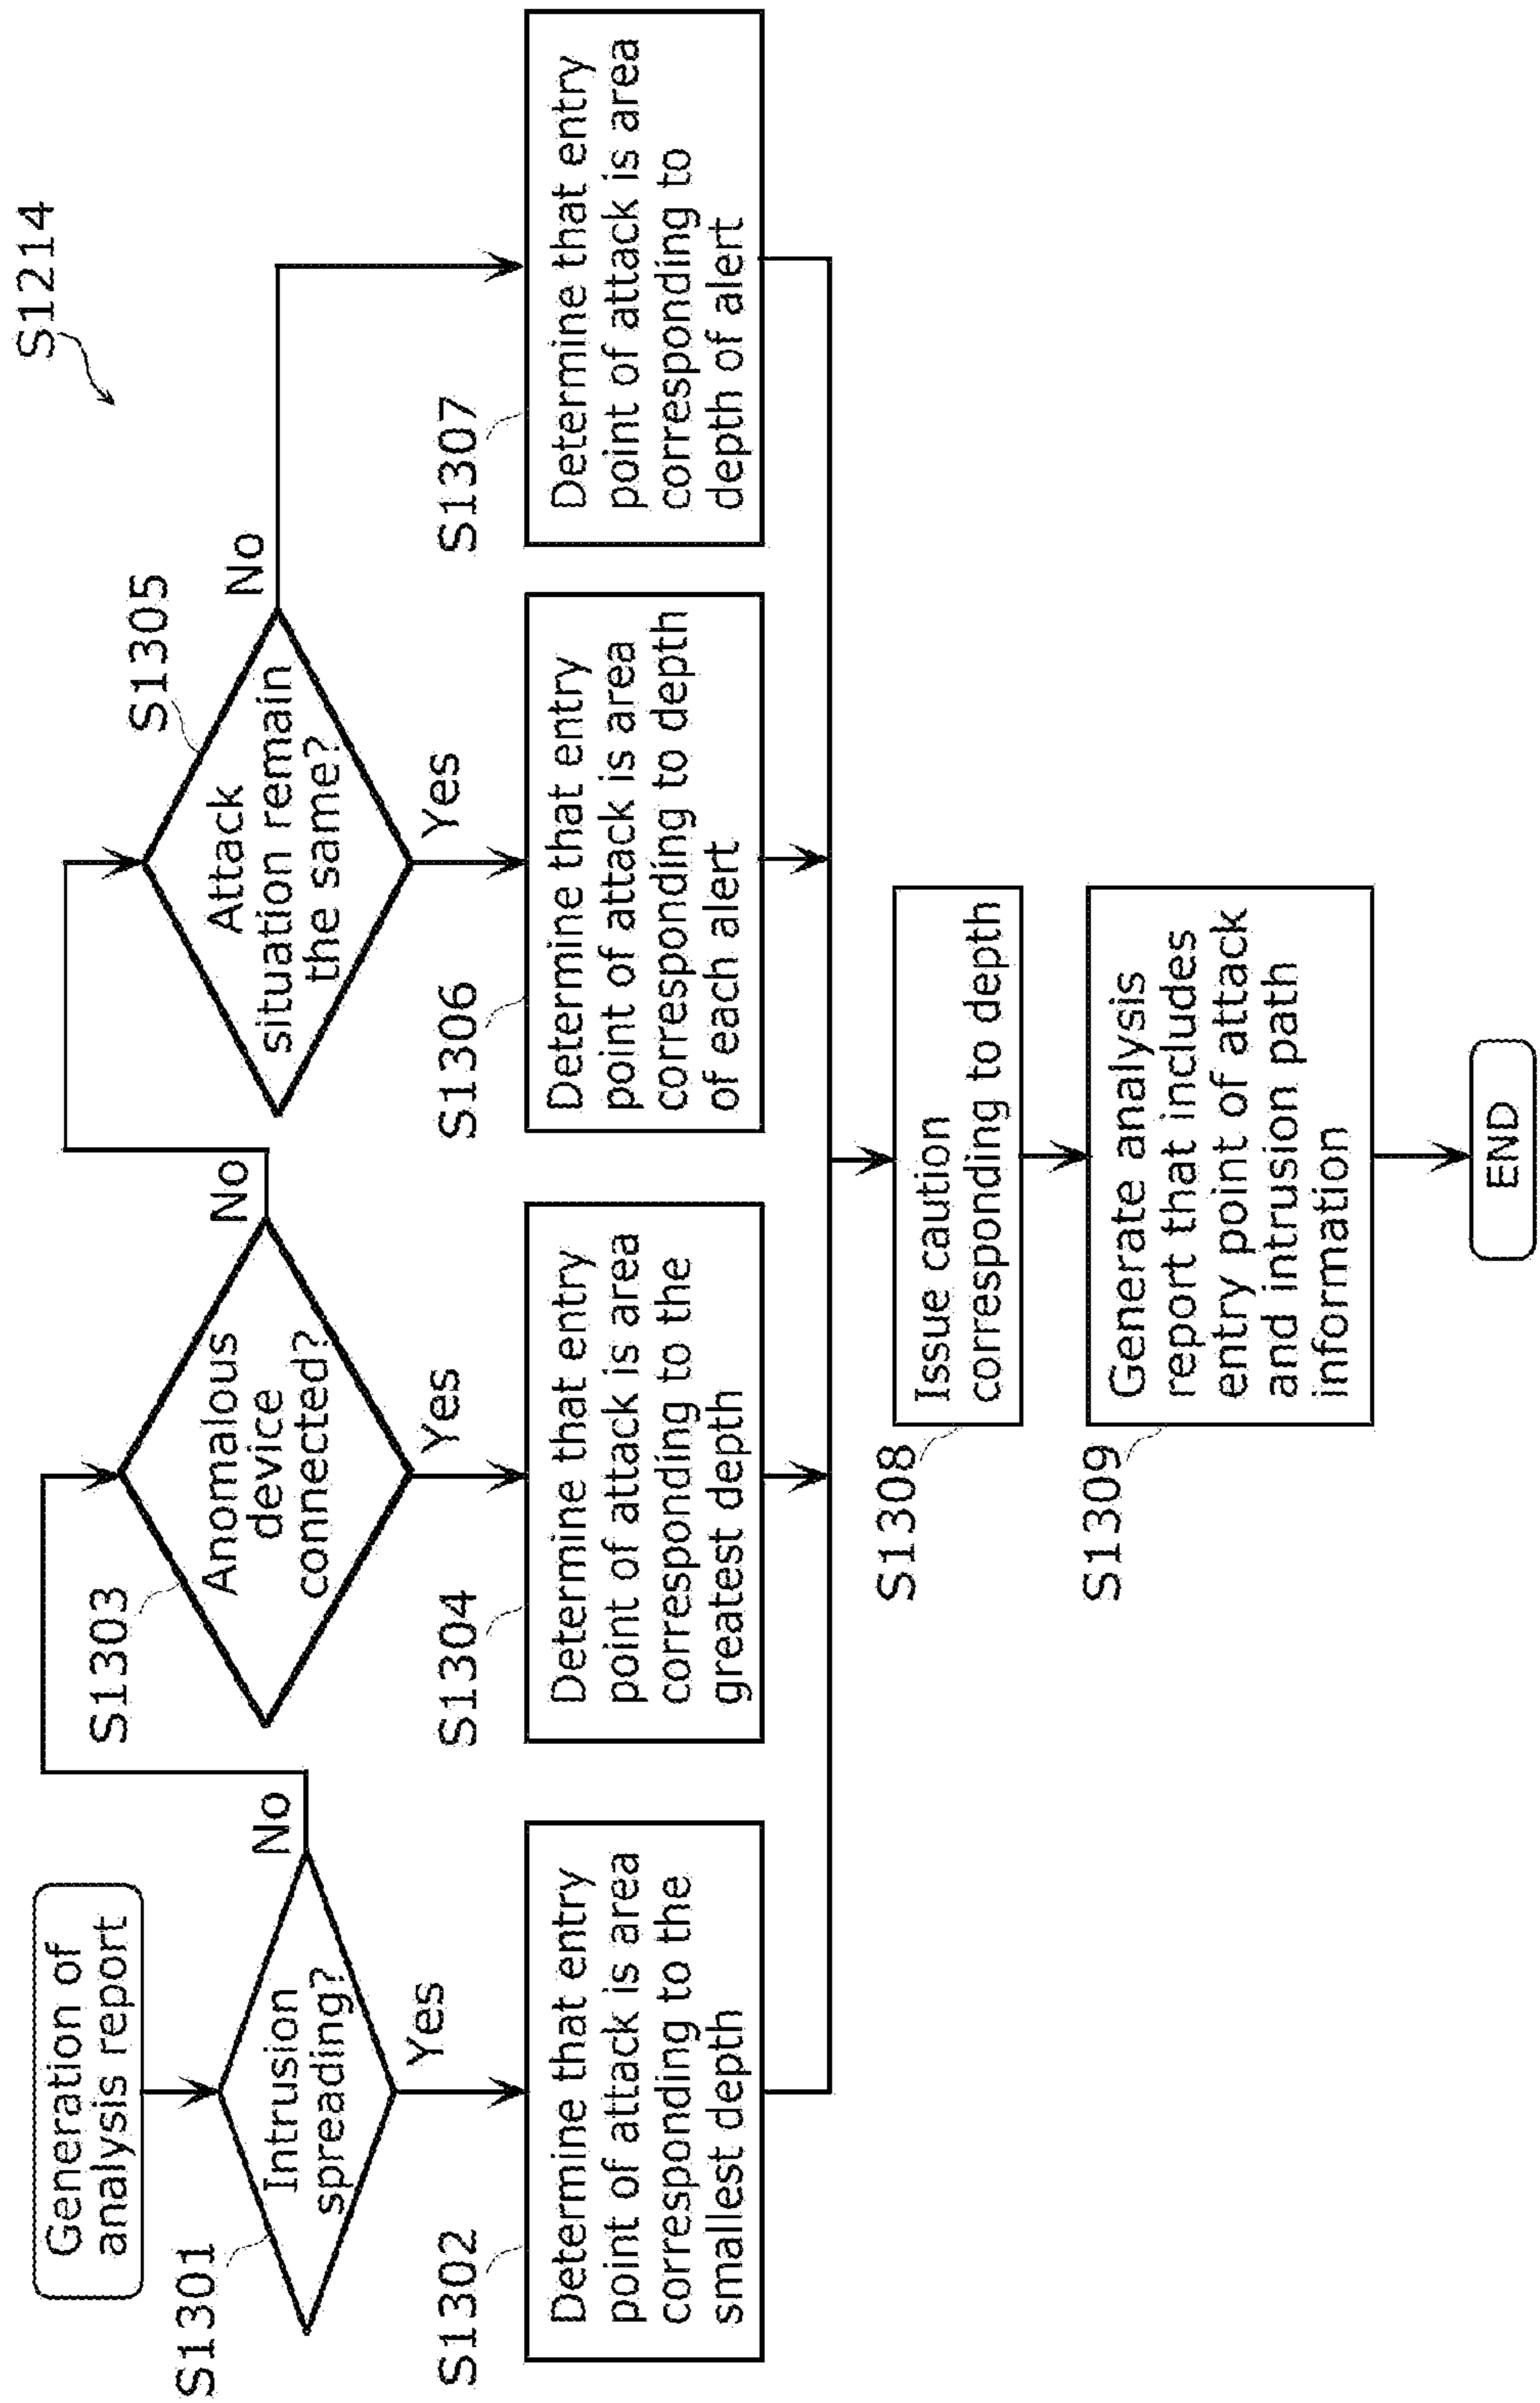 S1214
Generation of
analysis report
S1301
Intrusion
spreading?
No
Yes
S1302
Determine that entry
point of attack is area
corresponding to the
smallest depth
S1303
Anomalous
device
connected?
No
Yes
S1304
Determine that entry
point of attack is area
corresponding to the
greatest depth
S1305
Attack
situation remain
the same?
No
Yes
S1306
Determine that entry
point of attack is area
corresponding to depth
of each alert
S1307
Determine that entry
point of attack is area
corresponding to
depth of alert
S1308
Issue caution
corresponding to depth
S1309
Generate analysis
report that includes
entry point of attack
and intrusion path
information
END